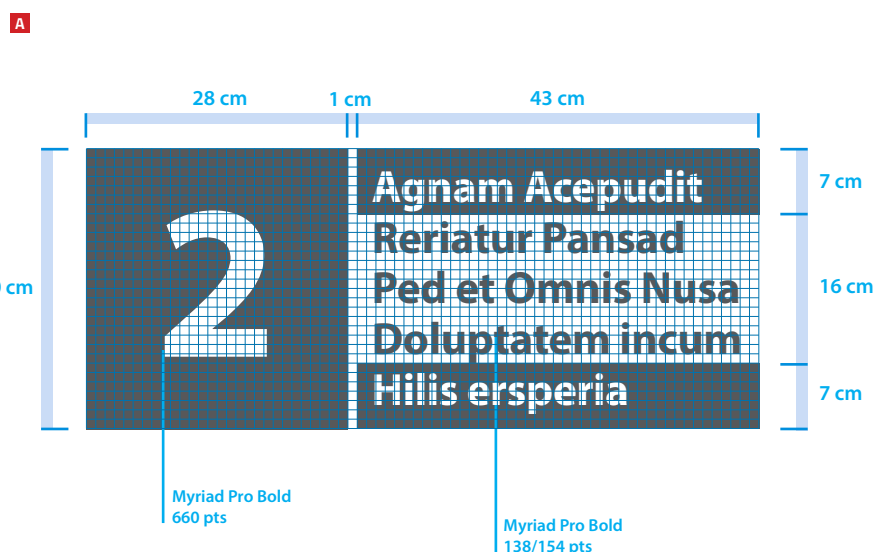 A
28 cm
1 cm
43 cm
Agnam Acepudit
7 cm
Reriatur Pansad
Ped et Omnis Nusa
cm
16 cm
2
Doluptatem incum
Hilis ersperia
7 cm
Myriad Pro Bold
660 pts
Myriad Pro Bold
138/154 pts